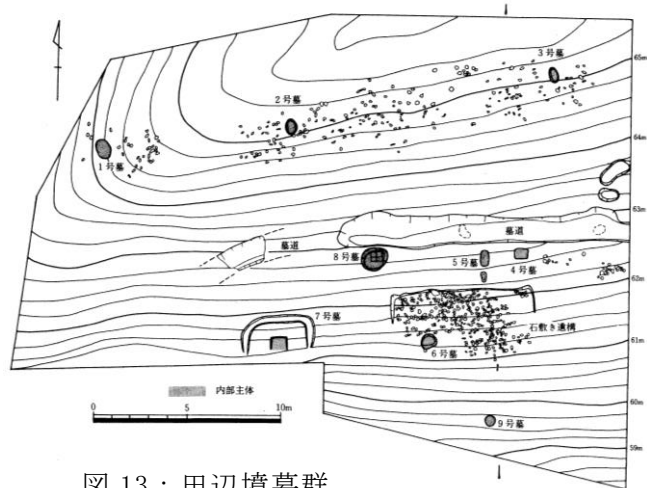 3号墓
65m
2号墓
64m
1号墓
63m
墓道
墓道
8号墓
5号墓
4号墓
62m
7号墓
石敷き遺構
6号墓
61m
内部主体
0
5
10m
60m
9号墓
59m
図 13：田辺墳墓群